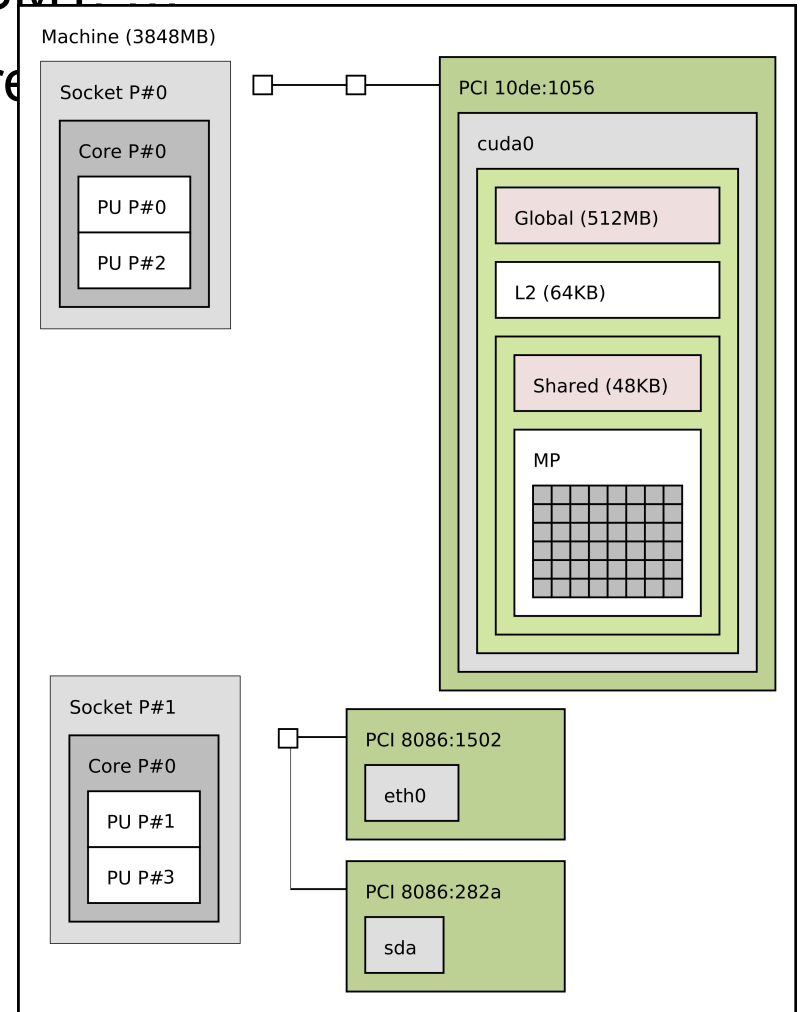 Machine (3848MB)
Socket P#0
Core P#0
PU P#0
PU P#2
PCI 10de:1056
cuda0
Global (512MB)
L2 (64KB)
Shared (48KB)
MP
Socket P#1
Core P#0
PU P#1
PU P#3
PCI 8086:1502
eth0
PCI 8086:282a
sda